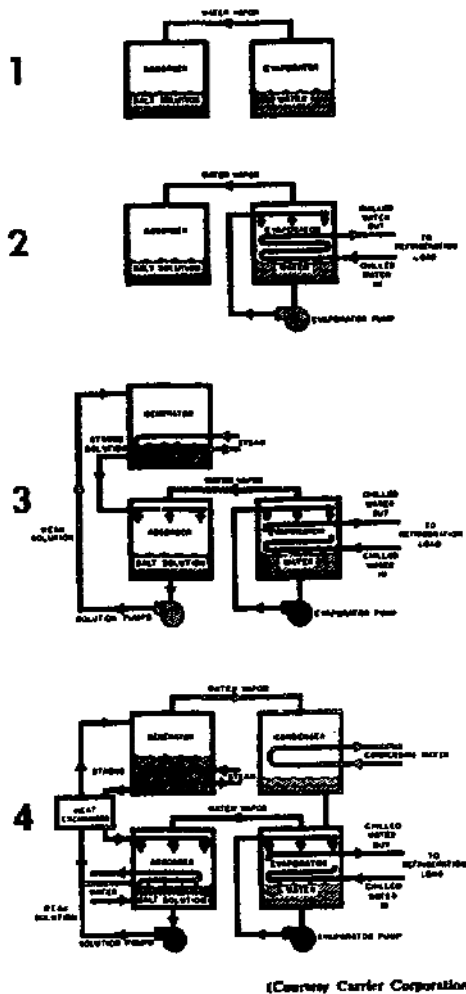 1
WATER VAPOR
ABSORBER
EVAPORATOR
SALT SOLUTION
WATER
2
WATER VAPOR
ABSORBER
EVAPORATOR
SALT SOLUTION
WATER
CHILLED
WATER
OUT
TO
REFRIGERATION
LOAD
CHILLED
WATER
IN
EVAPORATOR PUMP
3
GENERATOR
STRONG
SOLUTION
STEAM
WATER VAPOR
WEAK
SOLUTION
ABSORBER
EVAPORATOR
SALT SOLUTION
WATER
CHILLED
WATER
OUT
TO
REFRIGERATION
LOAD
CHILLED
WATER
IN
SOLUTION PUMP
EVAPORATOR PUMP
4
WATER VAPOR
GENERATOR
CONDENSER
CONDENSING WATER
STRONG
STEAM
HEAT
EXCHANGER
WATER VAPOR
ABSORBER
EVAPORATOR
WATER
SALT SOLUTION
WATER
CHILLED
WATER
OUT
TO
REFRIGERATION
LOAD
CHILLED
WATER
IN
WEAK
SOLUTION
SOLUTION PUMP
EVAPORATOR PUMP
(Courtesy Carrier Corporation